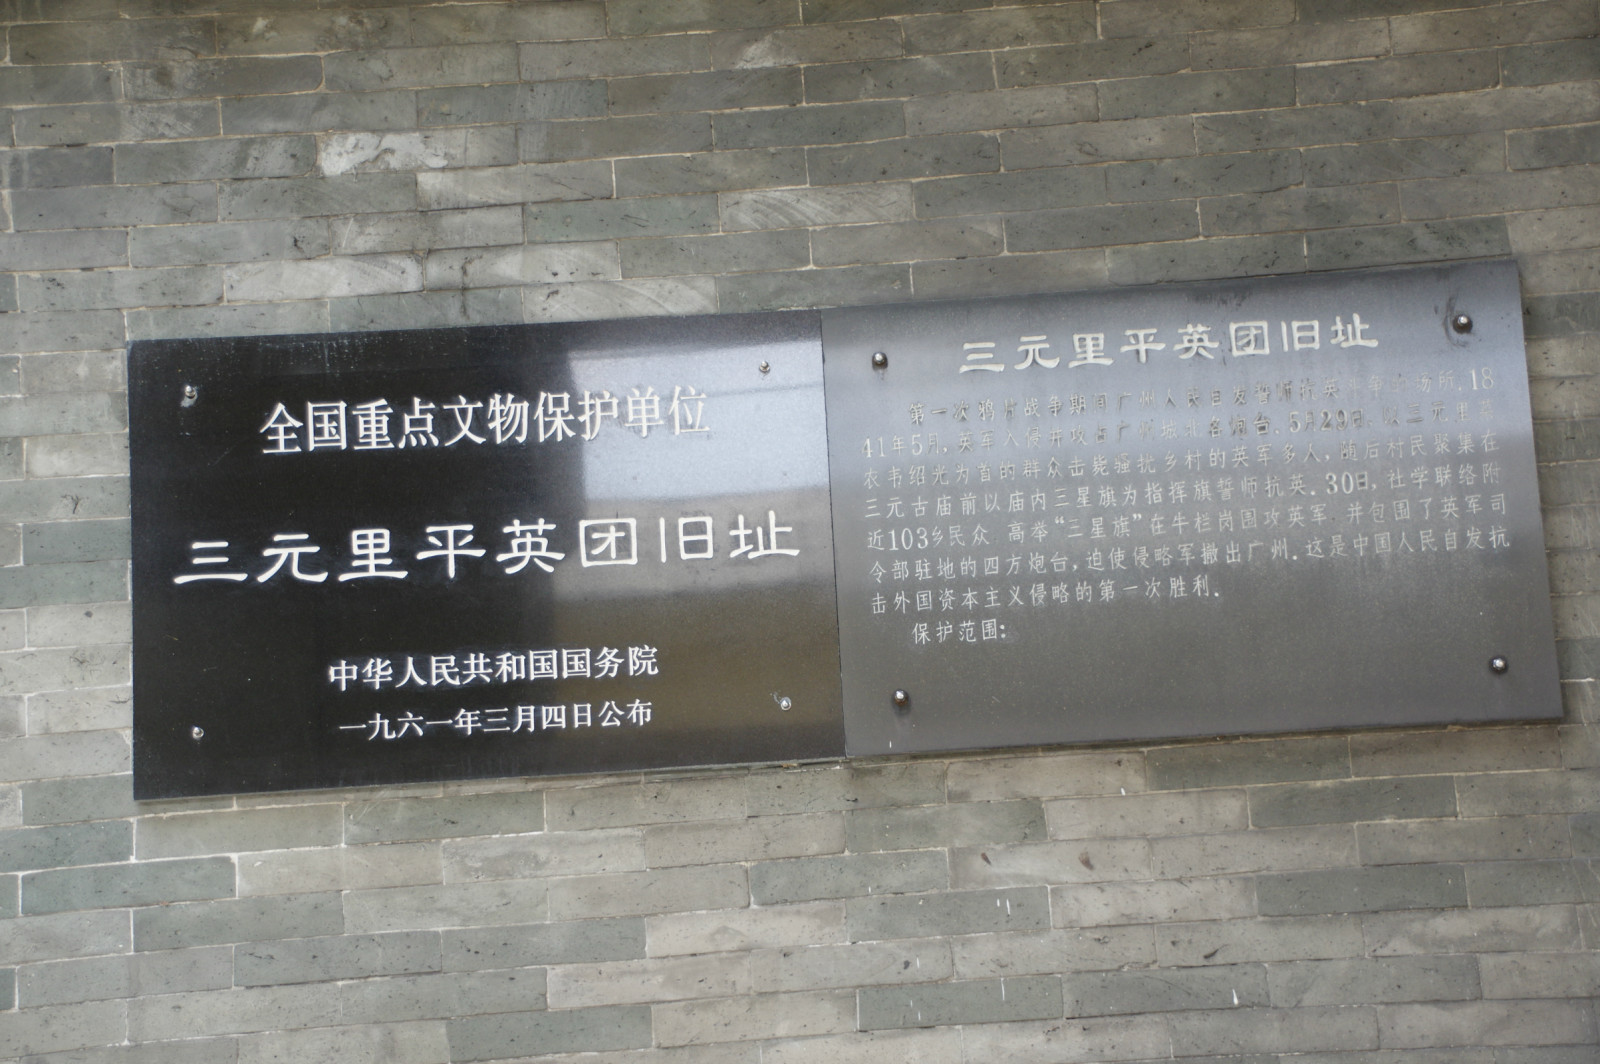 全国重点文物保护单位
三元里平英团旧址
中华人民共和国国务院
一九六一年三月四日公布
三元里平英团旧址
第一次鸦片战争期间广州人民自发誓师抗英斗争的场所.18
41年5月,英军入侵并攻占广州城北各炮台.5月29日,以三元里菜
农韦绍光为首的群众击毙骚扰乡村的英军多人,随后村民聚集在
三元古庙前以庙内三星旗为指挥旗誓师抗英.30日,社学联络附
近103乡民众 高举“三星旗”在牛栏岗围攻英军 并包围了英军司
令部驻地的四方炮台,迫使侵略军撤出广州.这是中国人民自发抗
击外国资本主义侵略的第一次胜利.
保护范围: